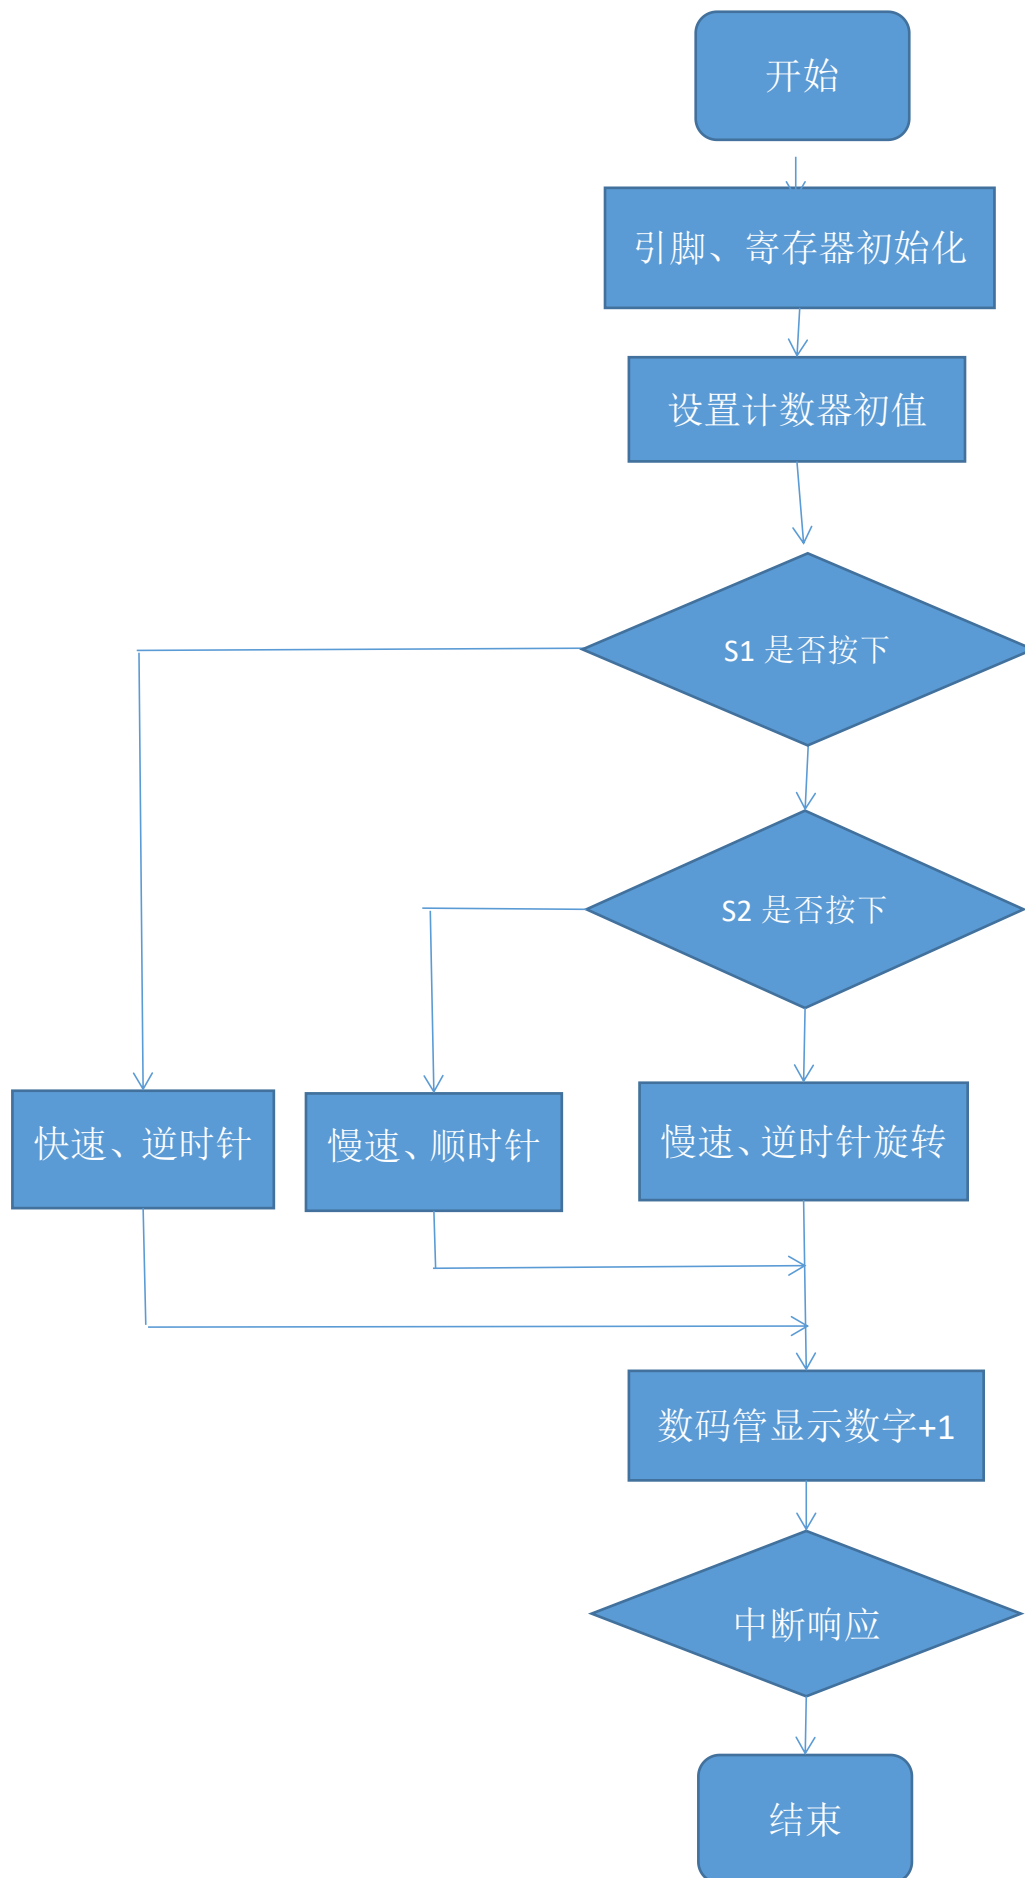 开始
引脚、寄存器初始化
设置计数器初值
S1 是否按下
S2 是否按下
快速、逆时针
慢速、顺时针
慢速、逆时针旋转
数码管显示数字+1
中断响应
结束